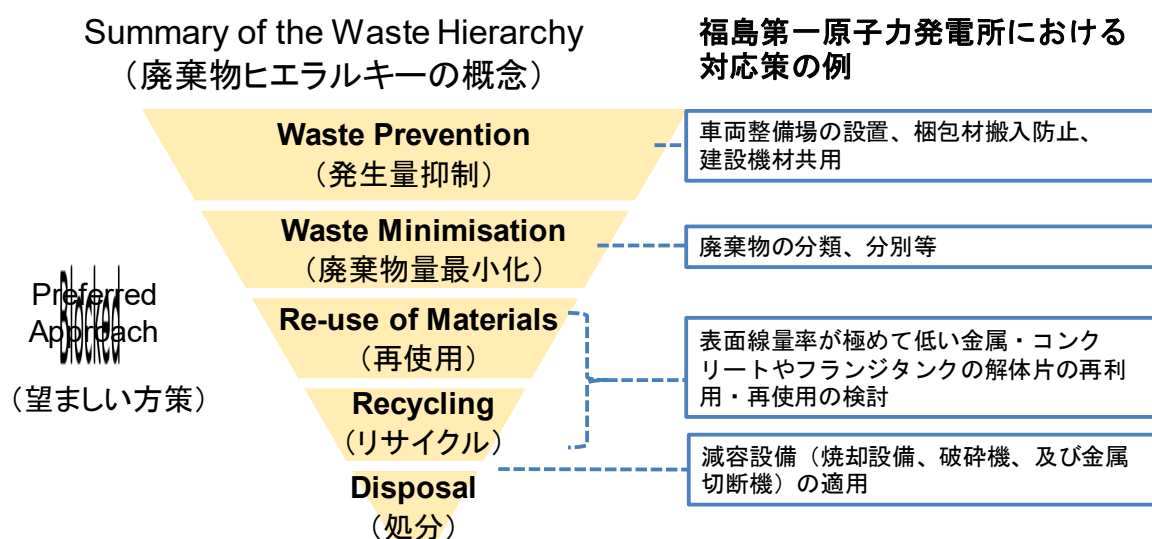 Summary of the Waste Hierarchy
（廃棄物ヒエラルキーの概念）
福島第一原子力発電所における
対応策の例
Waste Prevention
（発生量抑制）
車両整備場の設置、梱包材搬入防止、
建設機材共用
Waste Minimisation
（廃棄物量最小化）
廃棄物の分類、分別等
Preferred
Approach
Blocked
（望ましい方策）
Re-use of Materials
（再使用）
Recycling
（リサイクル）
表面線量率が極めて低い金属・コンク
リートやフランジタンクの解体片の再利
用・再使用の検討
Disposal
（処分）
減容設備（焼却設備、破砕機、及び金属
切断機）の適用